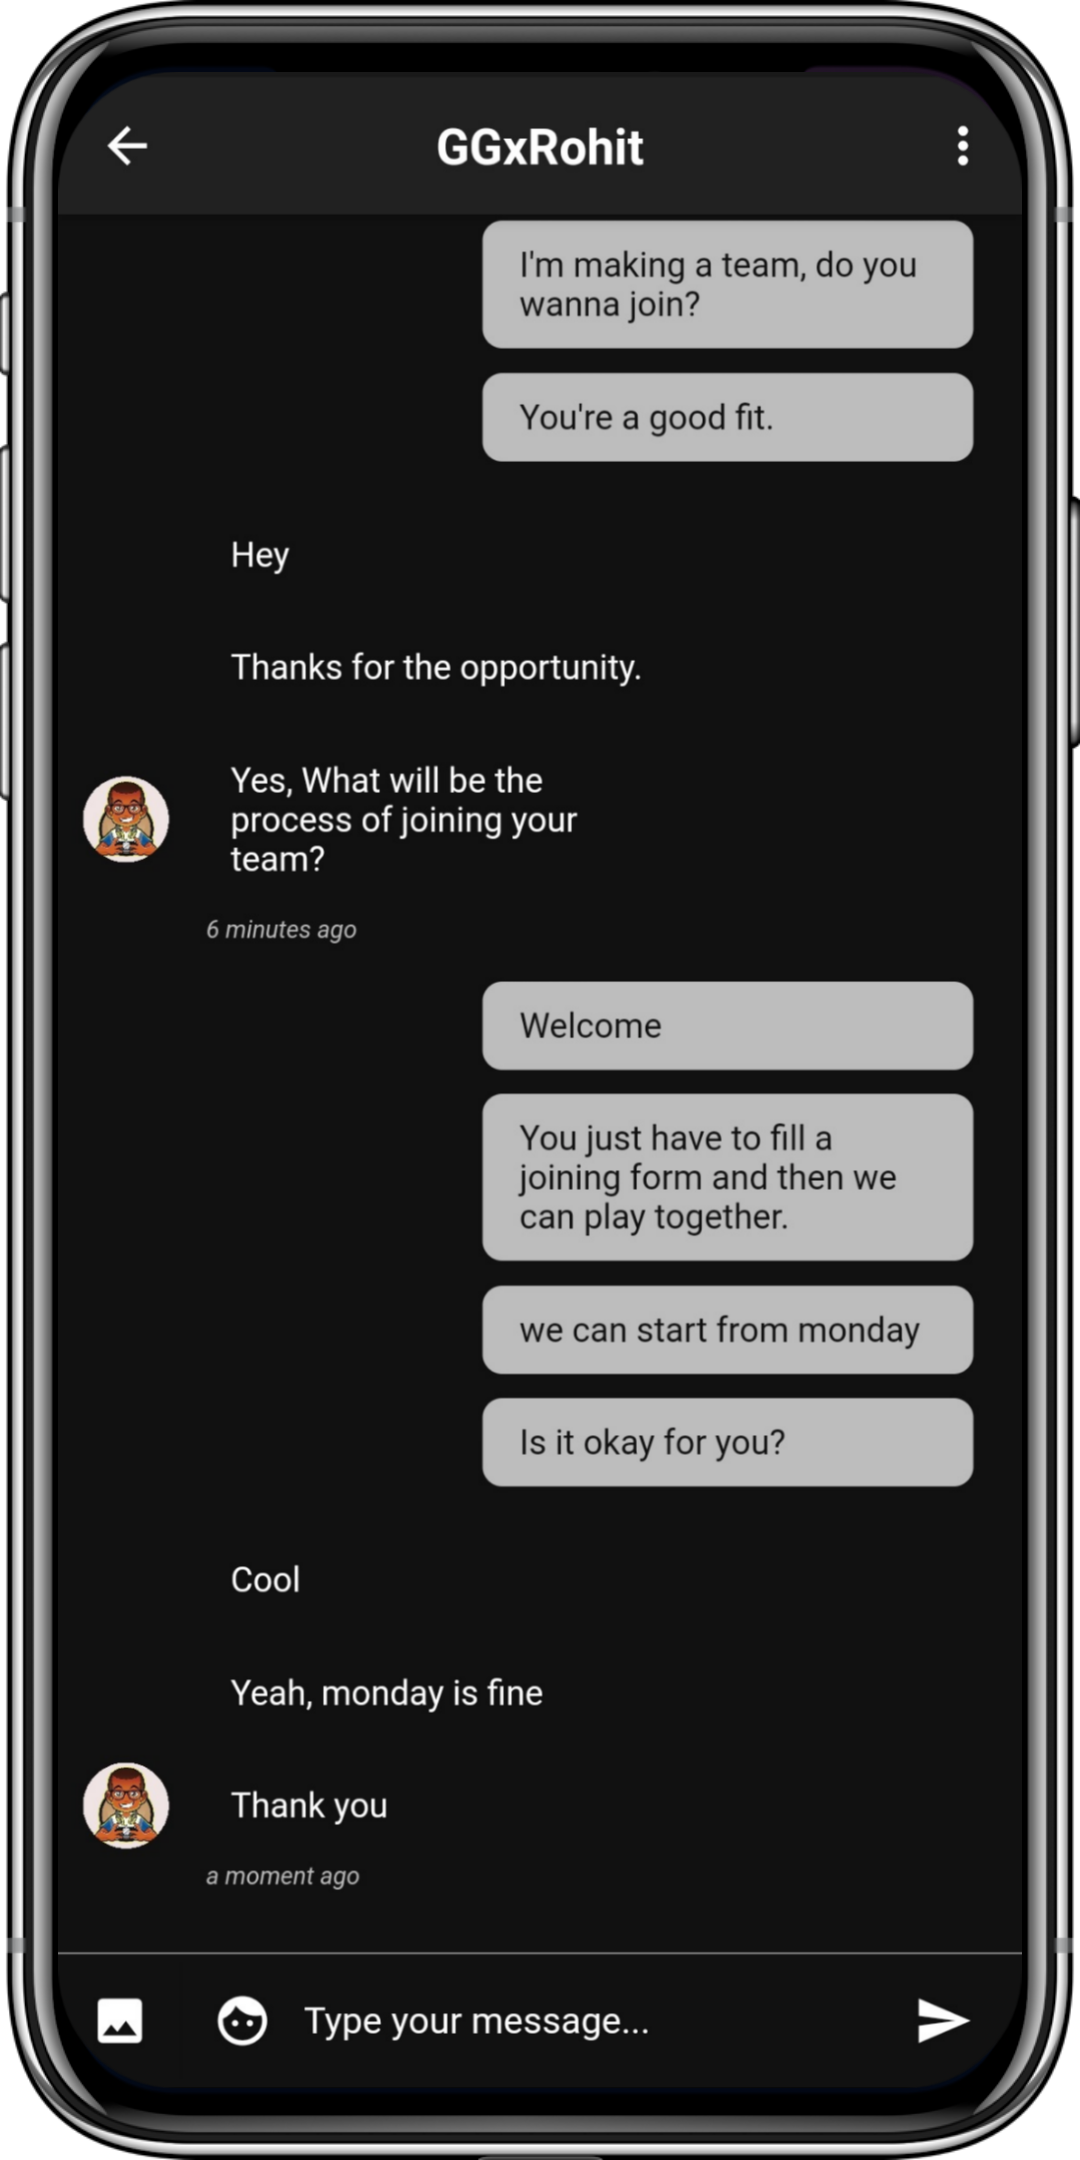 GGxRohit
I'm making a team, do you
wanna join?
You're a good fit.
Hey
Thanks for the opportunity.
Yes, What will be the
process of joining your
team?
6 minutes ago
Welcome
You just have to fill a
joining form and then we
can play together.
we can start from monday
Is it okay for you?
Cool
Yeah, monday is fine
Thank you
a moment ago
Type your message...